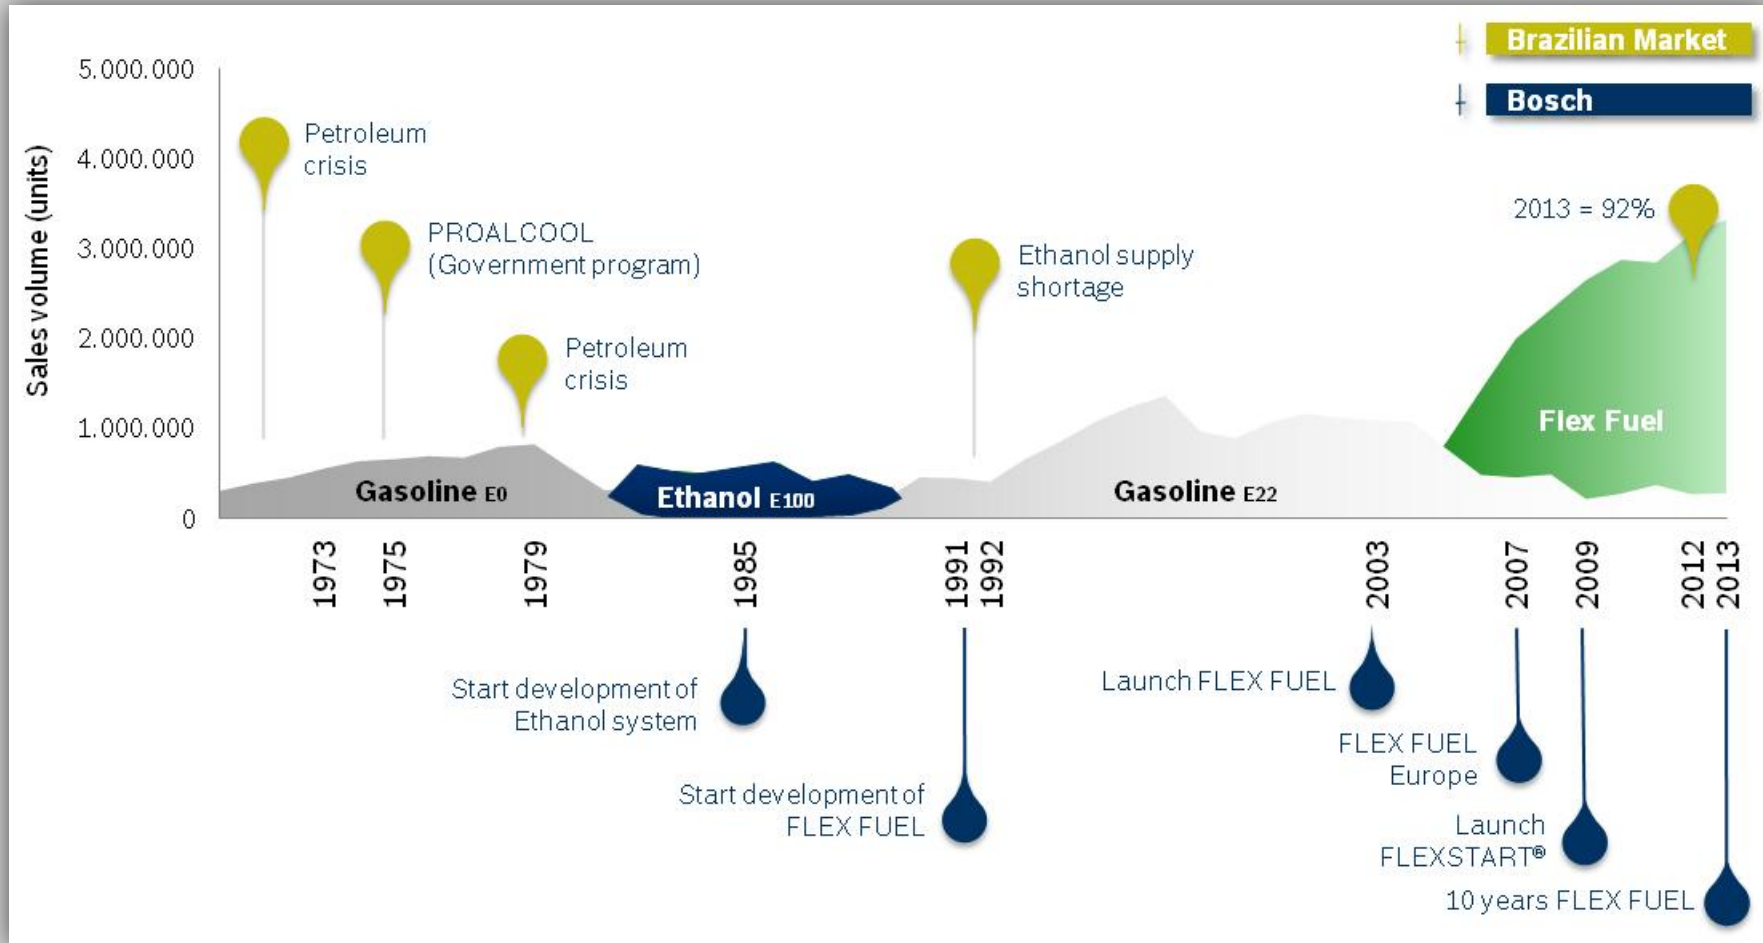 Brazilian Market
Bosch
Sales volume (units)
5.000.000
4.000.000
3.000.000
2.000.000
1.000.000
0
Petroleum
crisis
PROALCOOL
(Government program)
Petroleum
crisis
Ethanol supply
shortage
2013 = 92%
Gasoline E0
Ethanol E100
Gasoline E22
Flex Fuel
1973
1975
1979
1985
1991
1992
2003
2007
2009
2012
2013
Start development of
Ethanol system
Start development of
FLEX FUEL
Launch FLEX FUEL
FLEX FUEL
Europe
Launch
FLEXSTART®
10 years FLEX FUEL